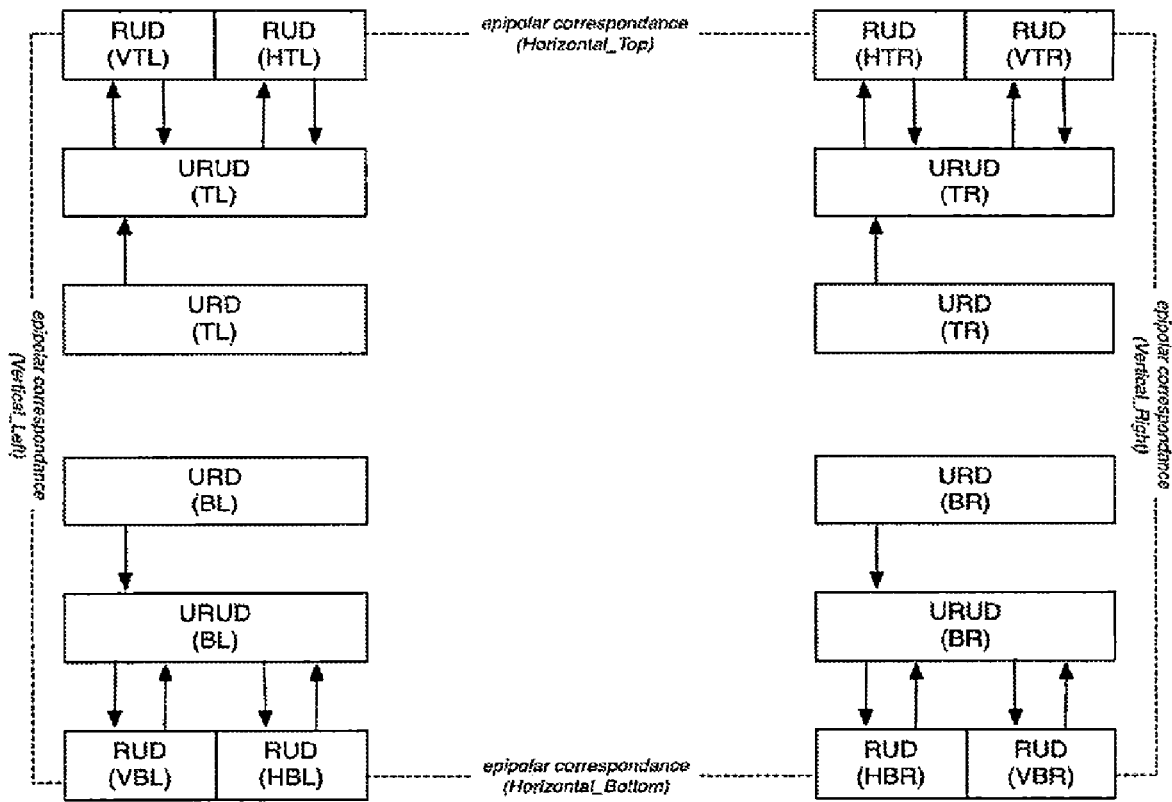 RUD
(VTL)
RUD
(HTL)
epipolar correspondance
(Horizontal_Top)
RUD
(HTR)
RUD
(VTR)
URUD
(TL)
URUD
(TR)
URD
(TL)
URD
(TR)
epipolar correspondance
(Vertical_Left)
epipolar correspondance
(Vertical_Right)
URD
(BL)
URD
(BR)
URUD
(BL)
URUD
(BR)
RUD
(VBL)
RUD
(HBL)
epipolar correspondance
(Horizontal_Bottom)
RUD
(HBR)
RUD
(VBR)